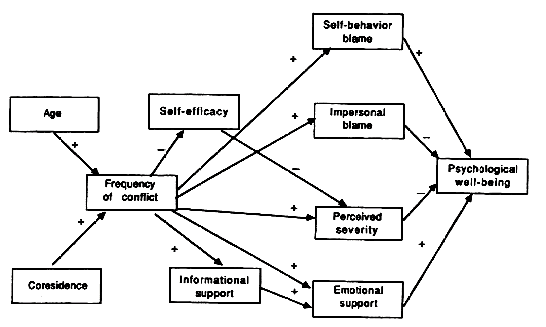 Self-behavior
blame
+
+
Age
Self-efficacy
+
Impersonal
blame
+
−
−
−
Psychological
well-being
Frequency
of conflict
−
+
Perceived
severity
+
+
+
+
Coresidence
Informational
support
+
Emotional
support